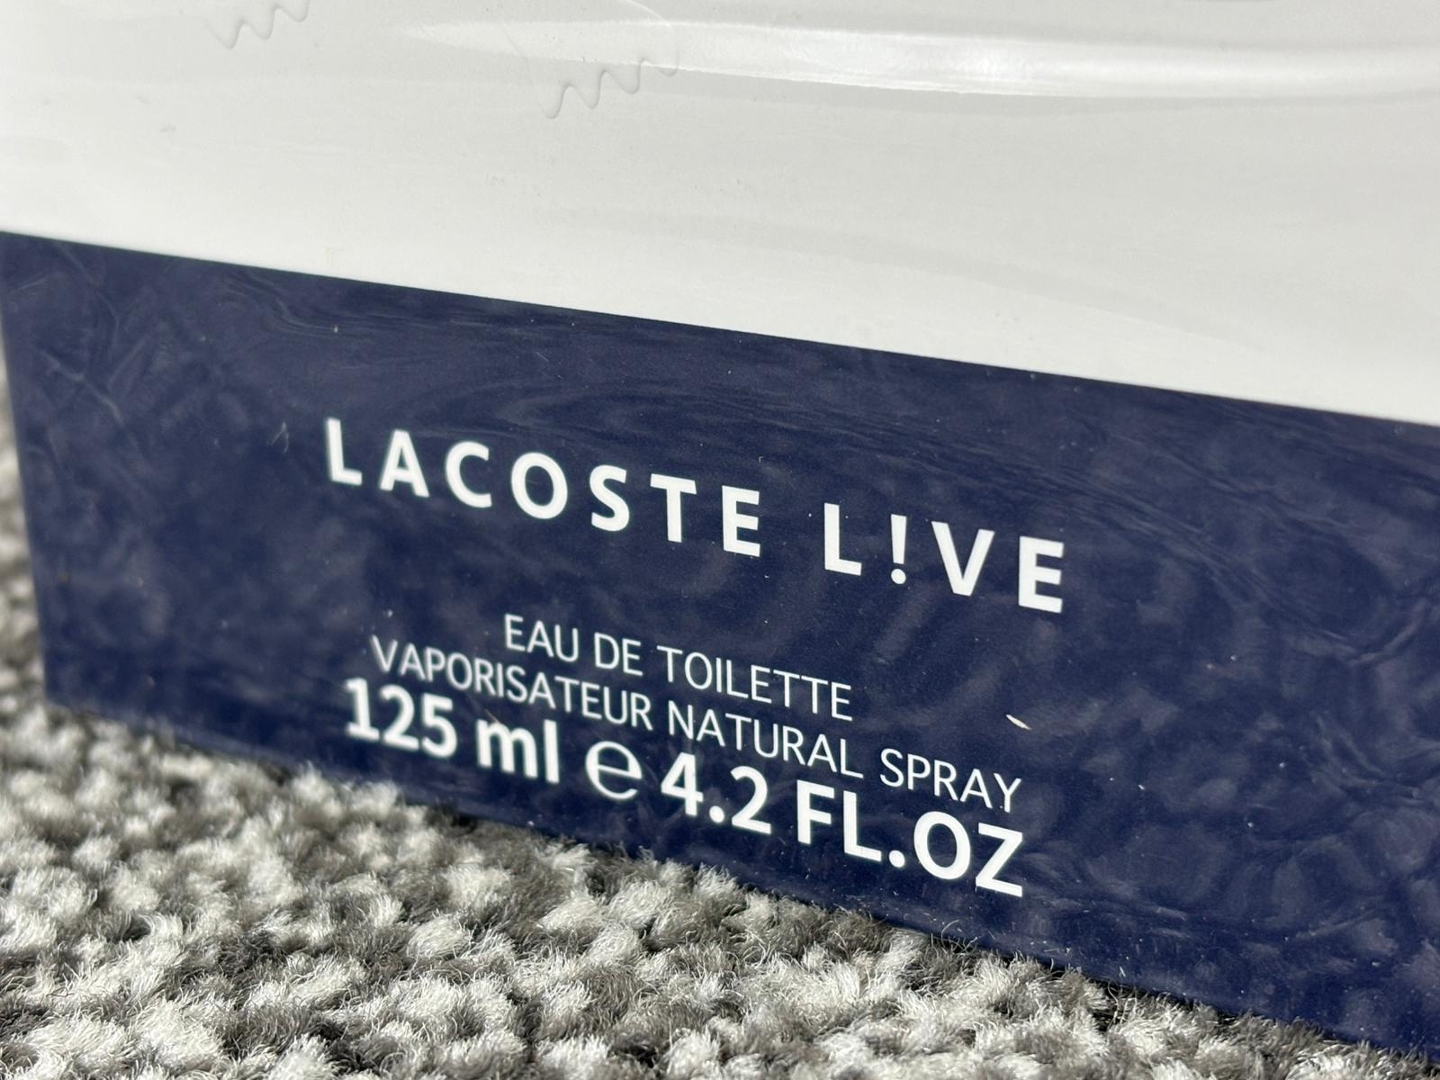 LACOSTE L!VE
EAU DE TOILETTE
VAPORISATEUR NATURAL SPRAY
125 ml ℮ 4.2 FL.OZ